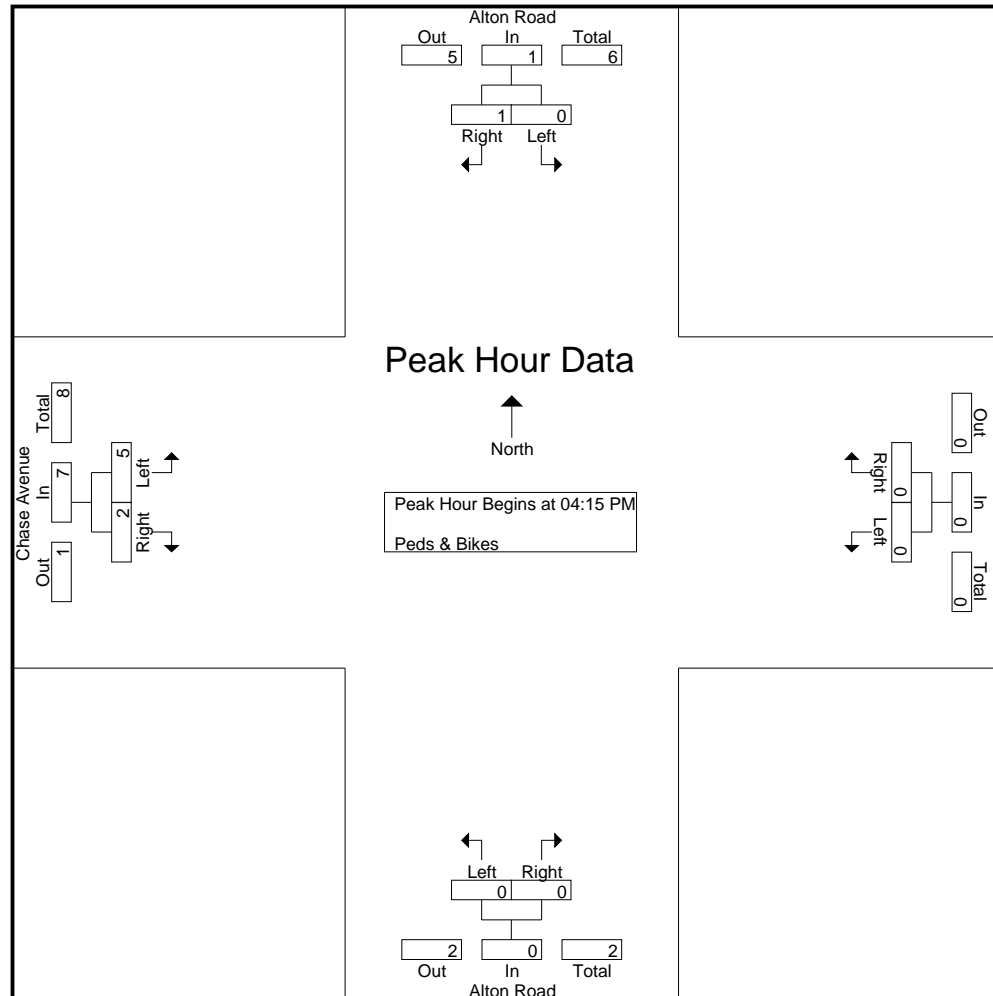 Alton Road
Out In Total
5 1 6
1 0
Right Left
Peak Hour Data
North
Peak Hour Begins at 04:15 PM
Peds & Bikes
Chase Avenue
Out In Total
1 7 8
Right Left
2 5
Out In Total
0 0 0
Right Left
0 0
Left Right
0 0
2 0 2
Out In Total
Alton Road